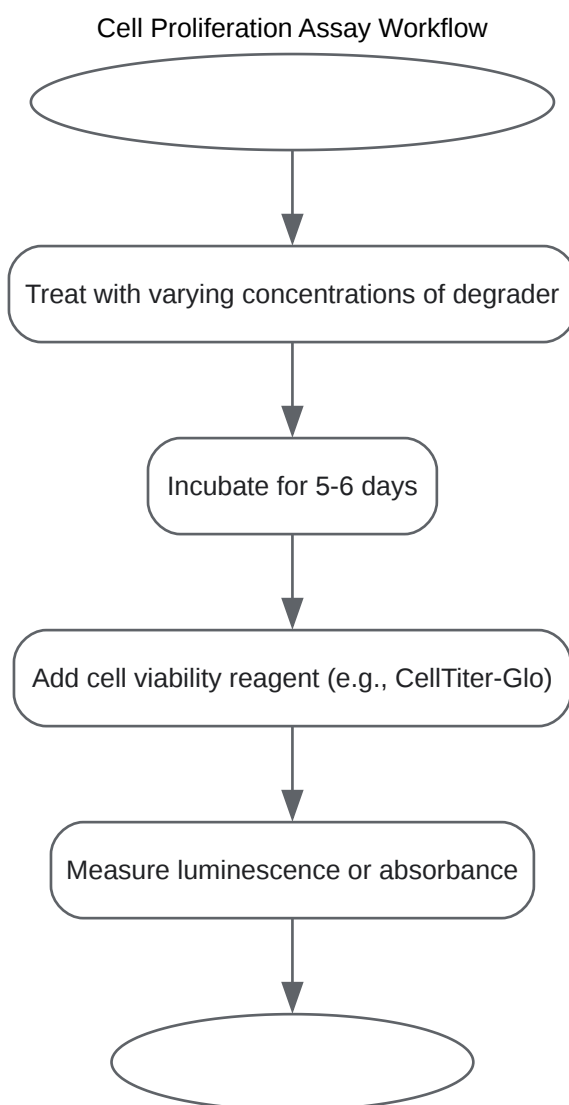 Cell Proliferation Assay Workflow
Treat with varying concentrations of degrader
Incubate for 5-6 days
Add cell viability reagent (e.g., CellTiter-Glo)
Measure luminescence or absorbance